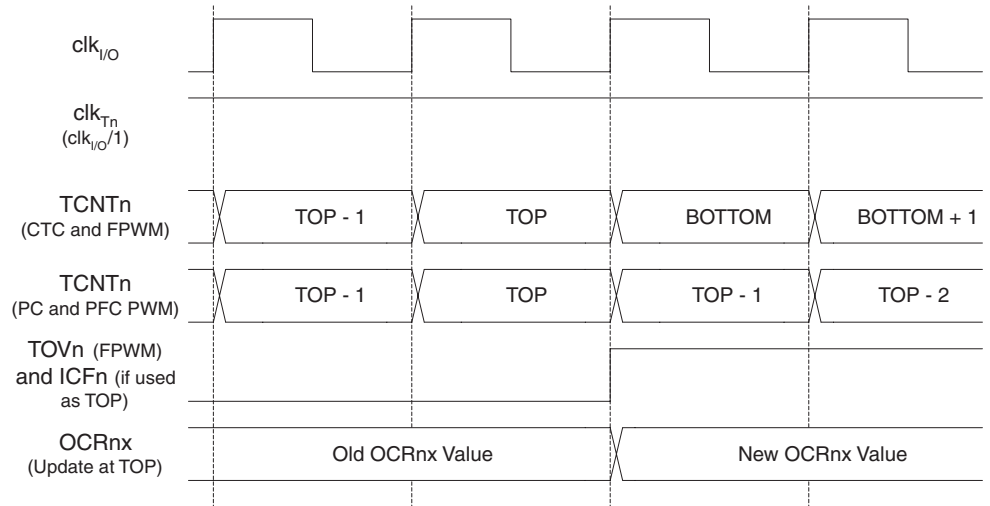 clkI/O
clkTn
(clkI/O/1)
TCNTn
(CTC and FPWM)
TOP - 1
TOP
BOTTOM
BOTTOM + 1
TCNTn
(PC and PFC PWM)
TOP - 1
TOP
TOP - 1
TOP - 2
TOVn (FPWM)
and ICFn (if used
as TOP)
OCRnx
(Update at TOP)
Old OCRnx Value
New OCRnx Value